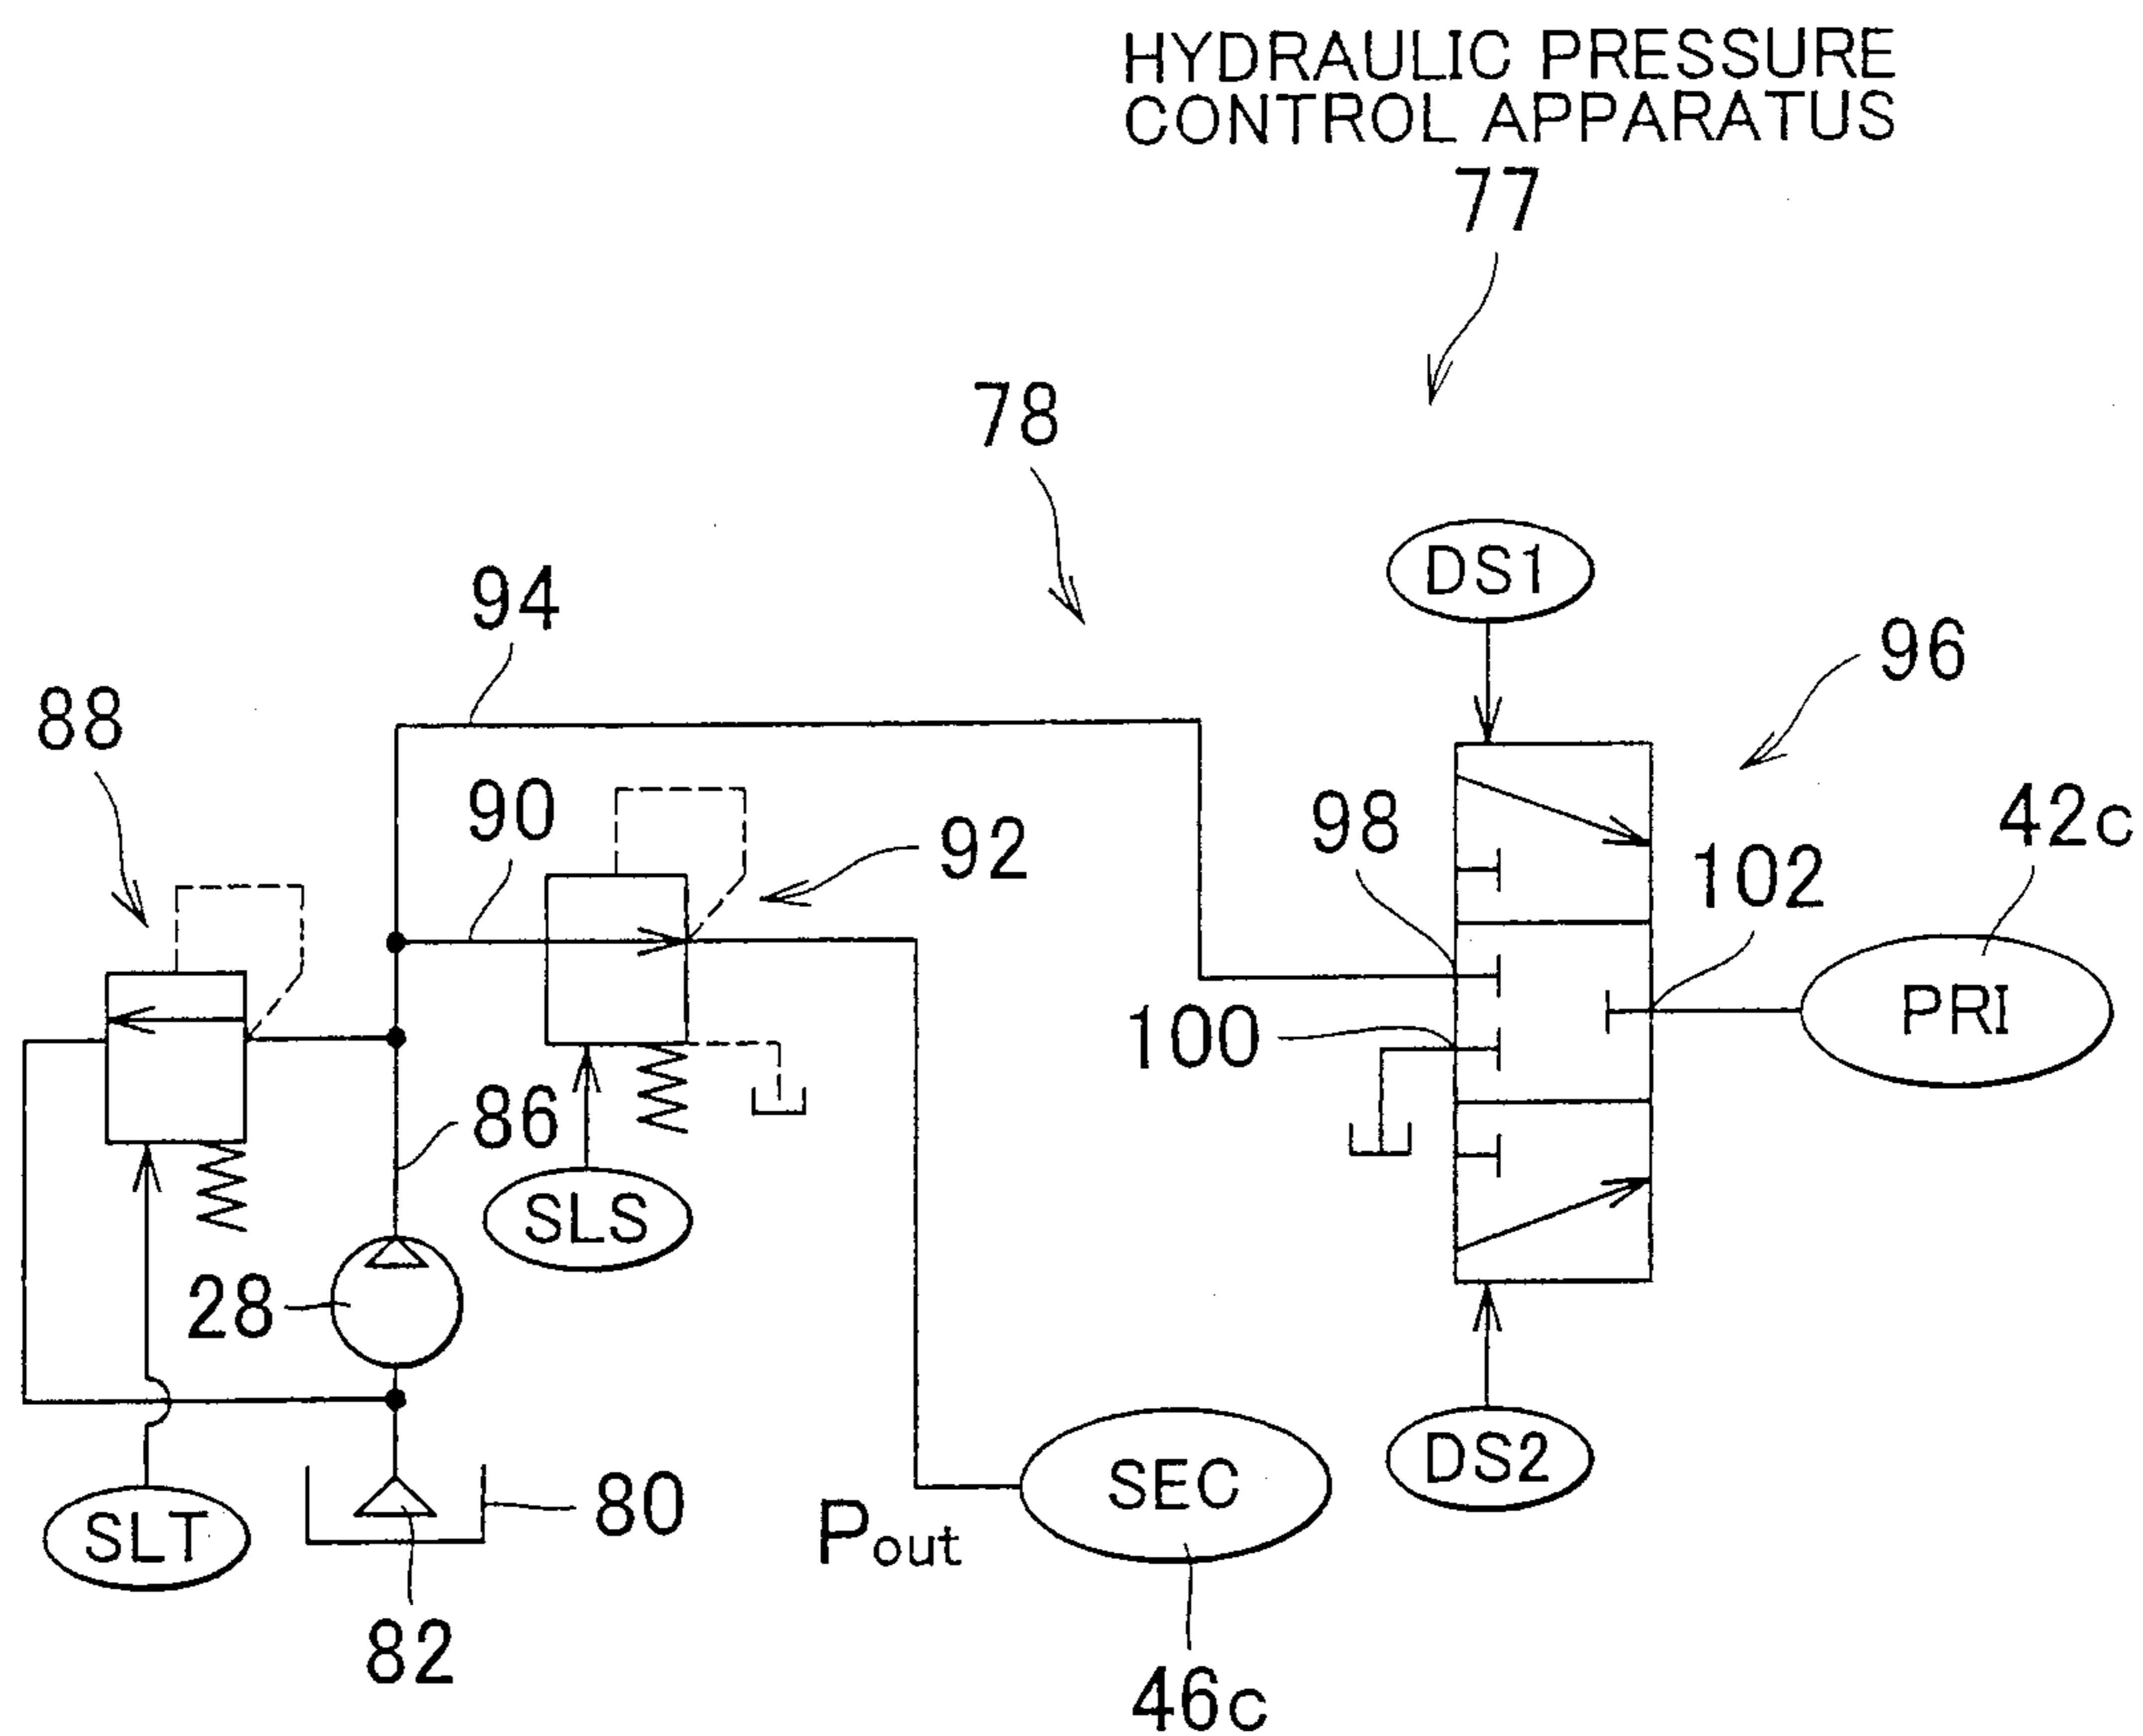 HYDRAULIC PRESSURE
CONTROL APPARATUS
77
78
DS1
94
96
88
90
98
42c
92
102
PRI
100
86
SLS
28
DS2
SEC
80
Pout
SLT
82
46c